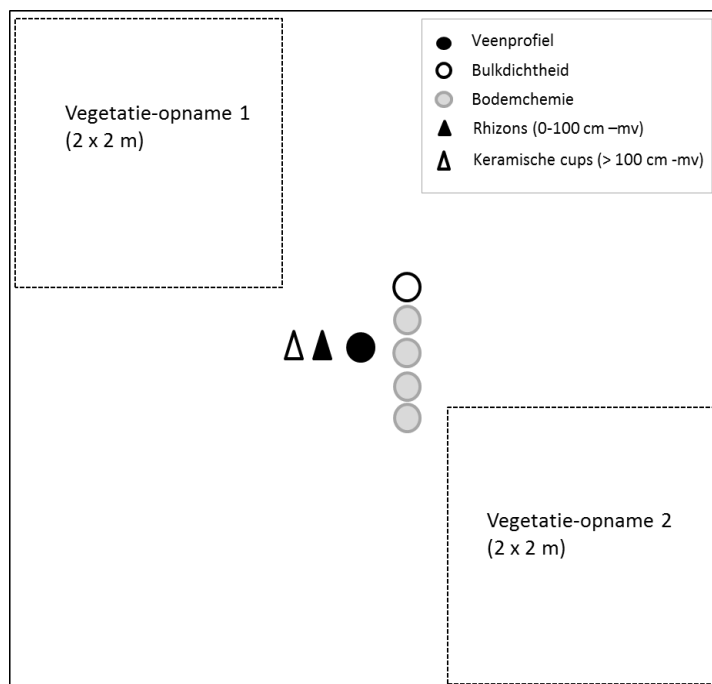 Vegetatie-opname 1
(2 x 2 m)
Veenprofiel
Bulkdichtheid
Bodemchemie
Rhizons (0-100 cm –mv)
Keramische cups (> 100 cm -mv)
Vegetatie-opname 2
(2 x 2 m)